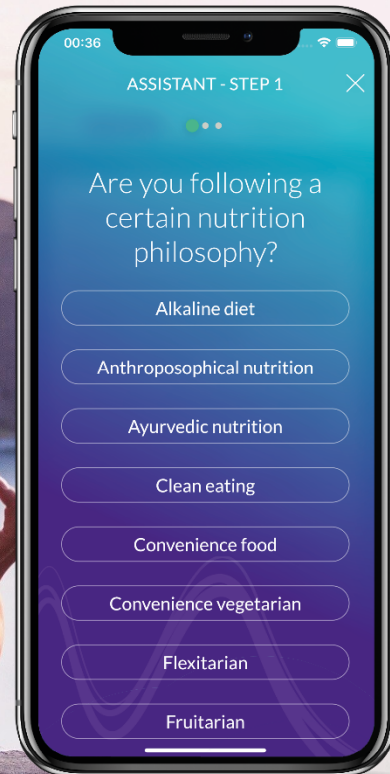 00:36
ASSISTANT - STEP 1
Are you following a
certain nutrition
philosophy?
Alkaline diet
Anthroposophical nutrition
Ayurvedic nutrition
Clean eating
Convenience food
Convenience vegetarian
Flexitarian
Fruitarian